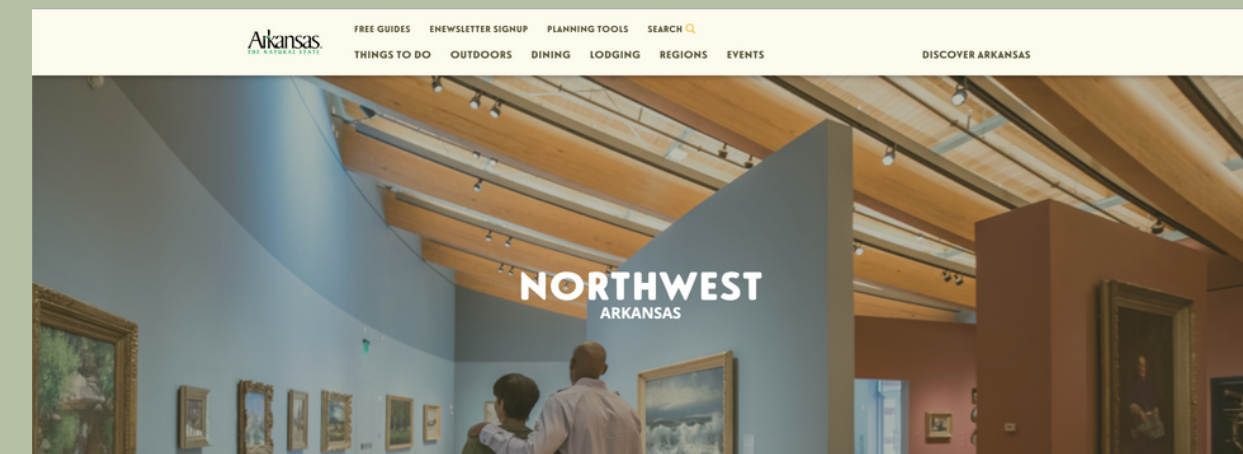 Arkansas.
THE NATURAL STATE
FREE GUIDES ENEWSLETTER SIGNUP PLANNING TOOLS SEARCH
THINGS TO DO OUTDOORS DINING LODGING REGIONS EVENTS DISCOVER ARKANSAS
NORTHWEST
ARKANSAS